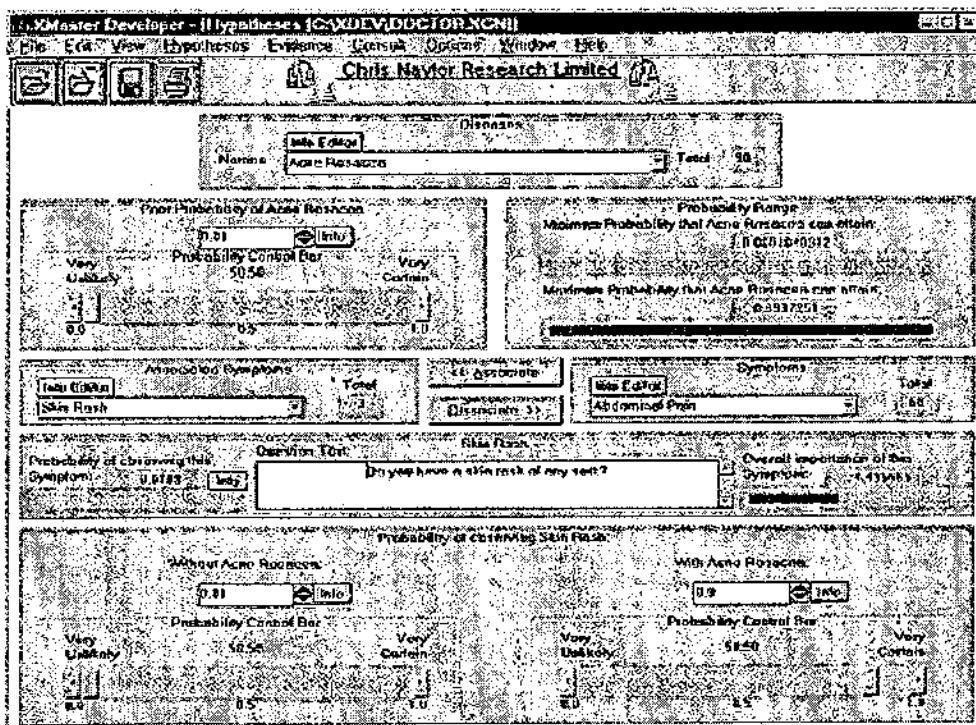 XMaster Developer - [Hypotheses [C:\XDEV\DOCTOR.XCN]]
File Edit View Hypotheses Evidence Consult Options Window Help
Chris Naylor Research Limited
Diseases
Info Editor
Name: Acne Rosacea Total
Prior Probability of Acne Rosacea
0.01 Info
Probability Control Bar
Very Unlikely 50:50 Very Certain
0.0 0.5 1.0
Probability Range
Probability that Acne Rosacea can attain:
Maximum Probability that Acne Rosacea can attain:
Associated Symptoms
Info Editor Total
Skin Rash 3
<< Associate
Dissociate >>
Symptoms
Info Editor Total
Abdominal Pain
Skin Rash
Probability of observing this Symptom: Info
Question Text:
Do you have a skin rash of any sort?
Overall importance of this Symptom:
Probability of observing Skin Rash:
Without Acne Rosacea:
0.01 Info
Probability Control Bar
Very Unlikely 50:50 Very Certain
0.0 0.5 1.0
With Acne Rosacea:
0.9 Info
Probability Control Bar
Very Unlikely 50:50 Very Certain
0.0 0.5 1.0